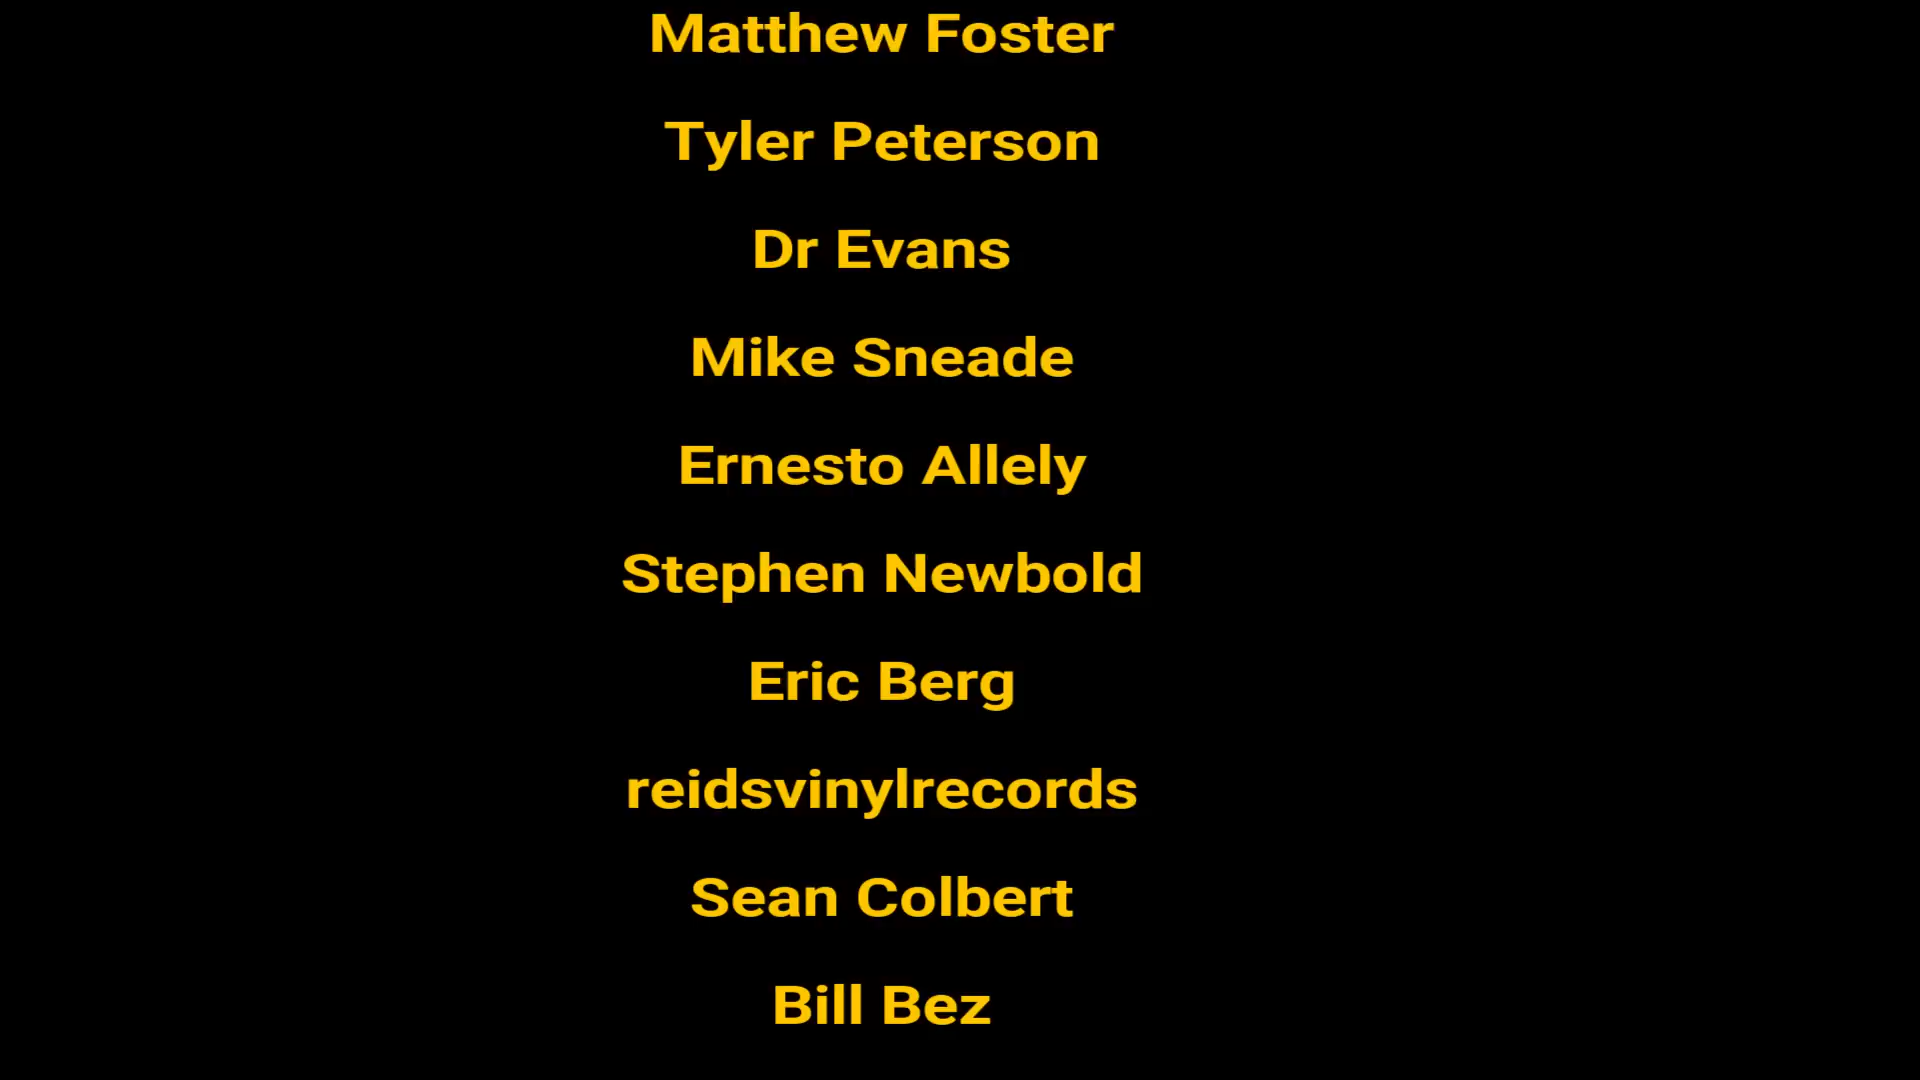 Matthew Foster
Tyler Peterson
Dr Evans
Mike Sneade
Ernesto Allely
Stephen Newbold
Eric Berg
reidsvinylrecords
Sean Colbert
Bill Bez